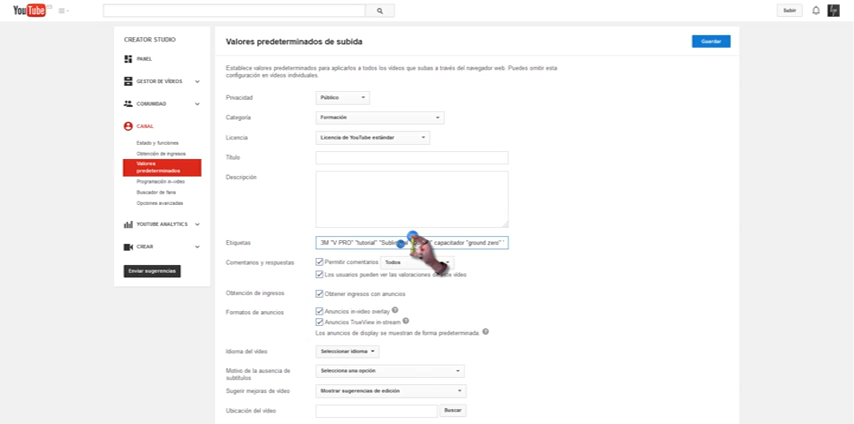 YouTube
Subir
CREATOR STUDIO
PANEL
GESTOR DE VÍDEOS
COMUNIDAD
CANAL
Estado y funciones
Obtención de ingresos
Valores
predeterminados
Programación in-video
Buscador de fans
Opciones avanzadas
YOUTUBE ANALYTICS
CREAR
Enviar sugerencias
Valores predeterminados de subida
Guardar
Establece valores predeterminados para aplicarlos a todos los vídeos que subas a través del navegador web. Puedes omitir esta
configuración en vídeos individuales.
Privacidad
Público
Categoría
Formación
Licencia
Licencia de YouTube estándar
Título
Descripción
Etiquetas
3M "V PRO" "tutorial" capacitador "ground zero"
Comentarios y respuestas
Permitir comentarios
Todos
Los usuarios pueden ver las valoraciones de este vídeo
Obtención de ingresos
Obtener ingresos con anuncios
Formatos de anuncios
Anuncios in-video overlay
Anuncios TrueView in-stream
Los anuncios de display se muestran de forma predeterminada.
Idioma del vídeo
Seleccionar idioma
Motivo de la ausencia de
subtítulos
Selecciona una opción
Sugerir mejoras de vídeo
Mostrar sugerencias de edición
Ubicación del vídeo
Buscar